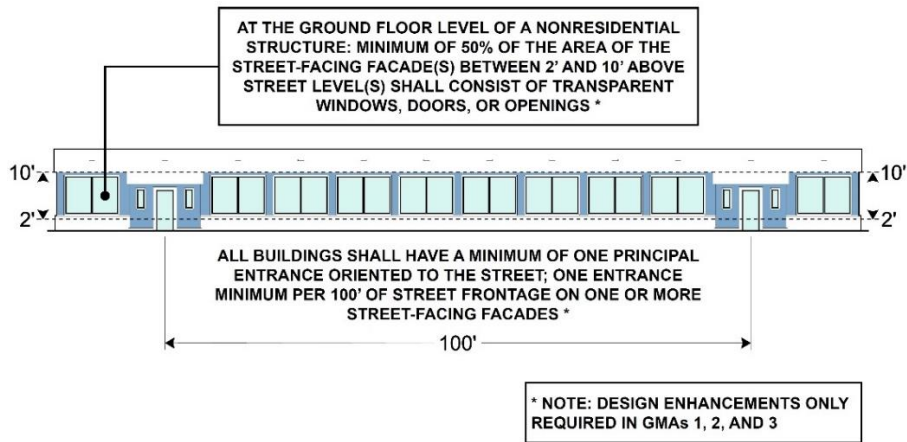 AT THE GROUND FLOOR LEVEL OF A NONRESIDENTIAL
STRUCTURE: MINIMUM OF 50% OF THE AREA OF THE
STREET-FACING FACADE(S) BETWEEN 2' AND 10' ABOVE
STREET LEVEL(S) SHALL CONSIST OF TRANSPARENT
WINDOWS, DOORS, OR OPENINGS *
10' 10'
2' 2'
ALL BUILDINGS SHALL HAVE A MINIMUM OF ONE PRINCIPAL
ENTRANCE ORIENTED TO THE STREET; ONE ENTRANCE
MINIMUM PER 100' OF STREET FRONTAGE ON ONE OR MORE
STREET-FACING FACADES *
100'
* NOTE: DESIGN ENHANCEMENTS ONLY
REQUIRED IN GMAs 1, 2, AND 3